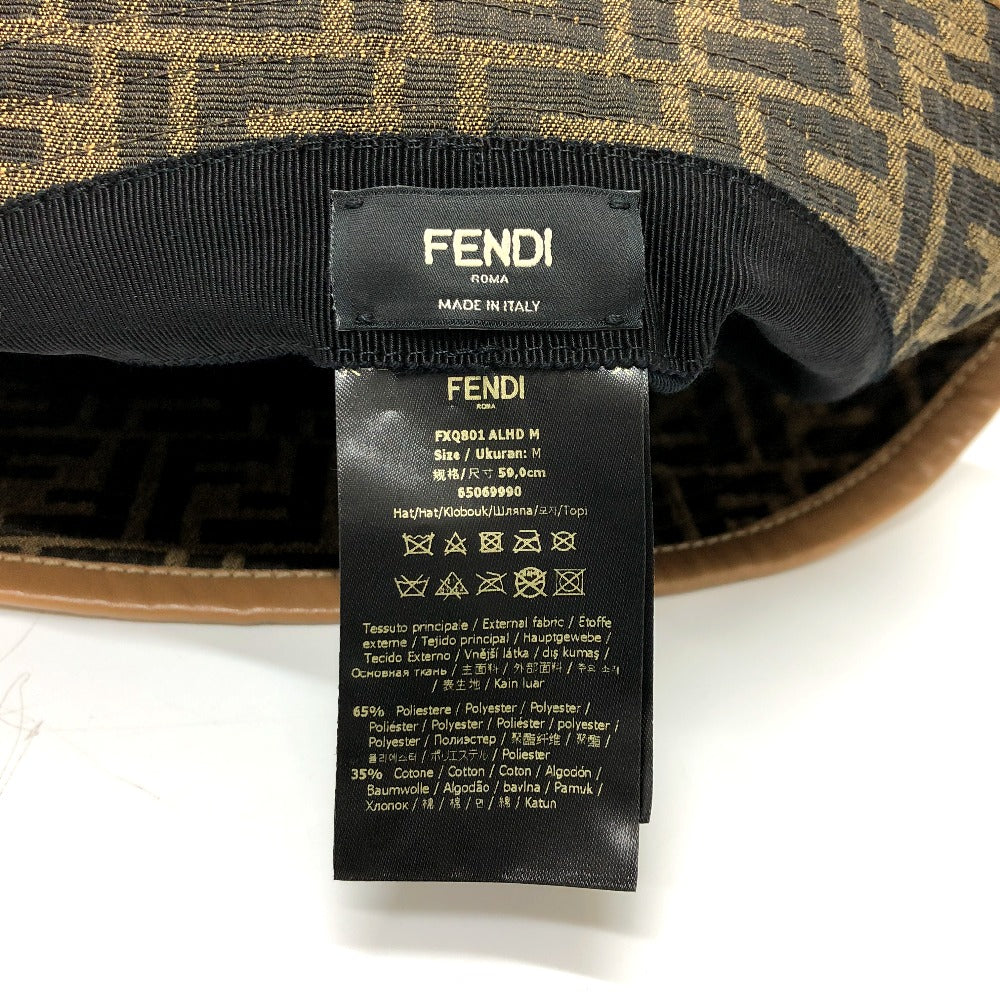 FENDI
ROMA
MADE IN ITALY
FENDI
ROMA
FXQ801 ALHD M
Size / Ukuran: M
规格/尺寸 59,0cm
65069990
Hat/Hat/Klobouk/Шляпа/모자/Topi
Tessuto principale / External fabric / Etoffe
externe / Tejido principal / Hauptgewebe /
Tecido Externo / Vnější látka / dış kumaş /
Основная ткань / 主面料 / 外部面料 / 주요 소재
/ 表生地 / Kain luar
65% Poliestere / Polyester / Polyester /
Poliéster / Polyester / Poliéster / polyester /
Polyester / Полиэстер / 聚酯纤维 / 聚酯 /
폴리에스터 / ポリエステル / Poliester
35% Cotone / Cotton / Coton / Algodón /
Baumwolle / Algodão / bavlna / Pamuk /
Хлопок / 棉 / 棉 / 면 / 綿 / Katun